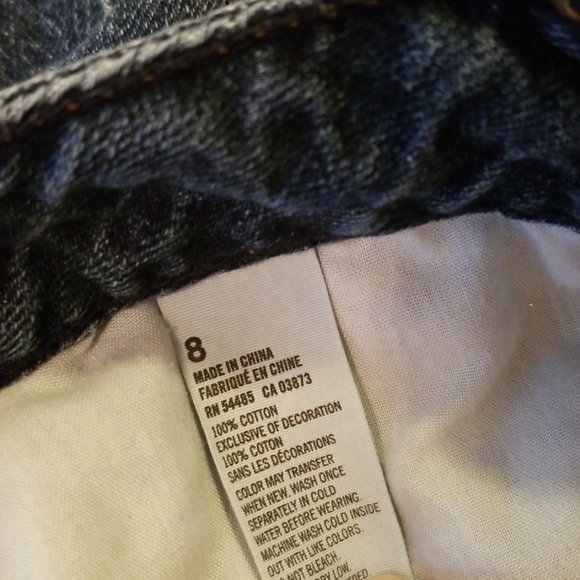 8
MADE IN CHINA
FABRIQUÉ EN CHINE
RN 54485 CA 03873
100% COTTON
EXCLUSIVE OF DECORATION
100% COTON
SANS LES DÉCORATIONS
COLOR MAY TRANSFER
WHEN NEW. WASH ONCE
SEPARATELY IN COLD
WATER BEFORE WEARING.
MACHINE WASH COLD INSIDE
OUT WITH LIKE COLORS.
NOT BLEACH.
LOW.